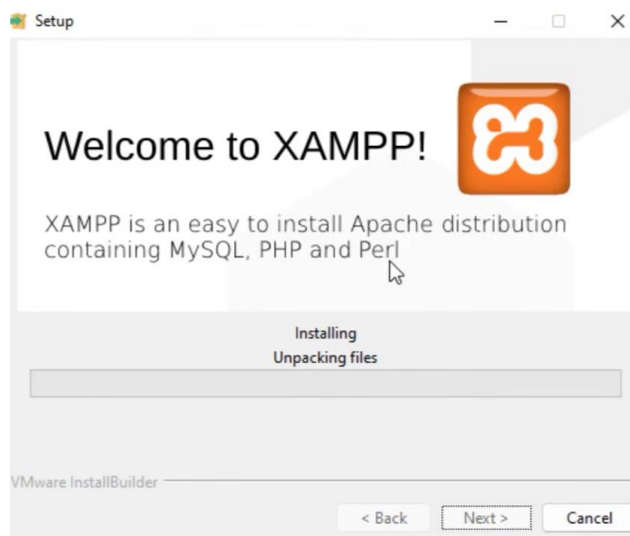 Setup
Welcome to XAMPP!
XAMPP is an easy to install Apache distribution
containing MySQL, PHP and Perl
Installing
Unpacking files
VMware InstallBuilder
< Back
Next >
Cancel